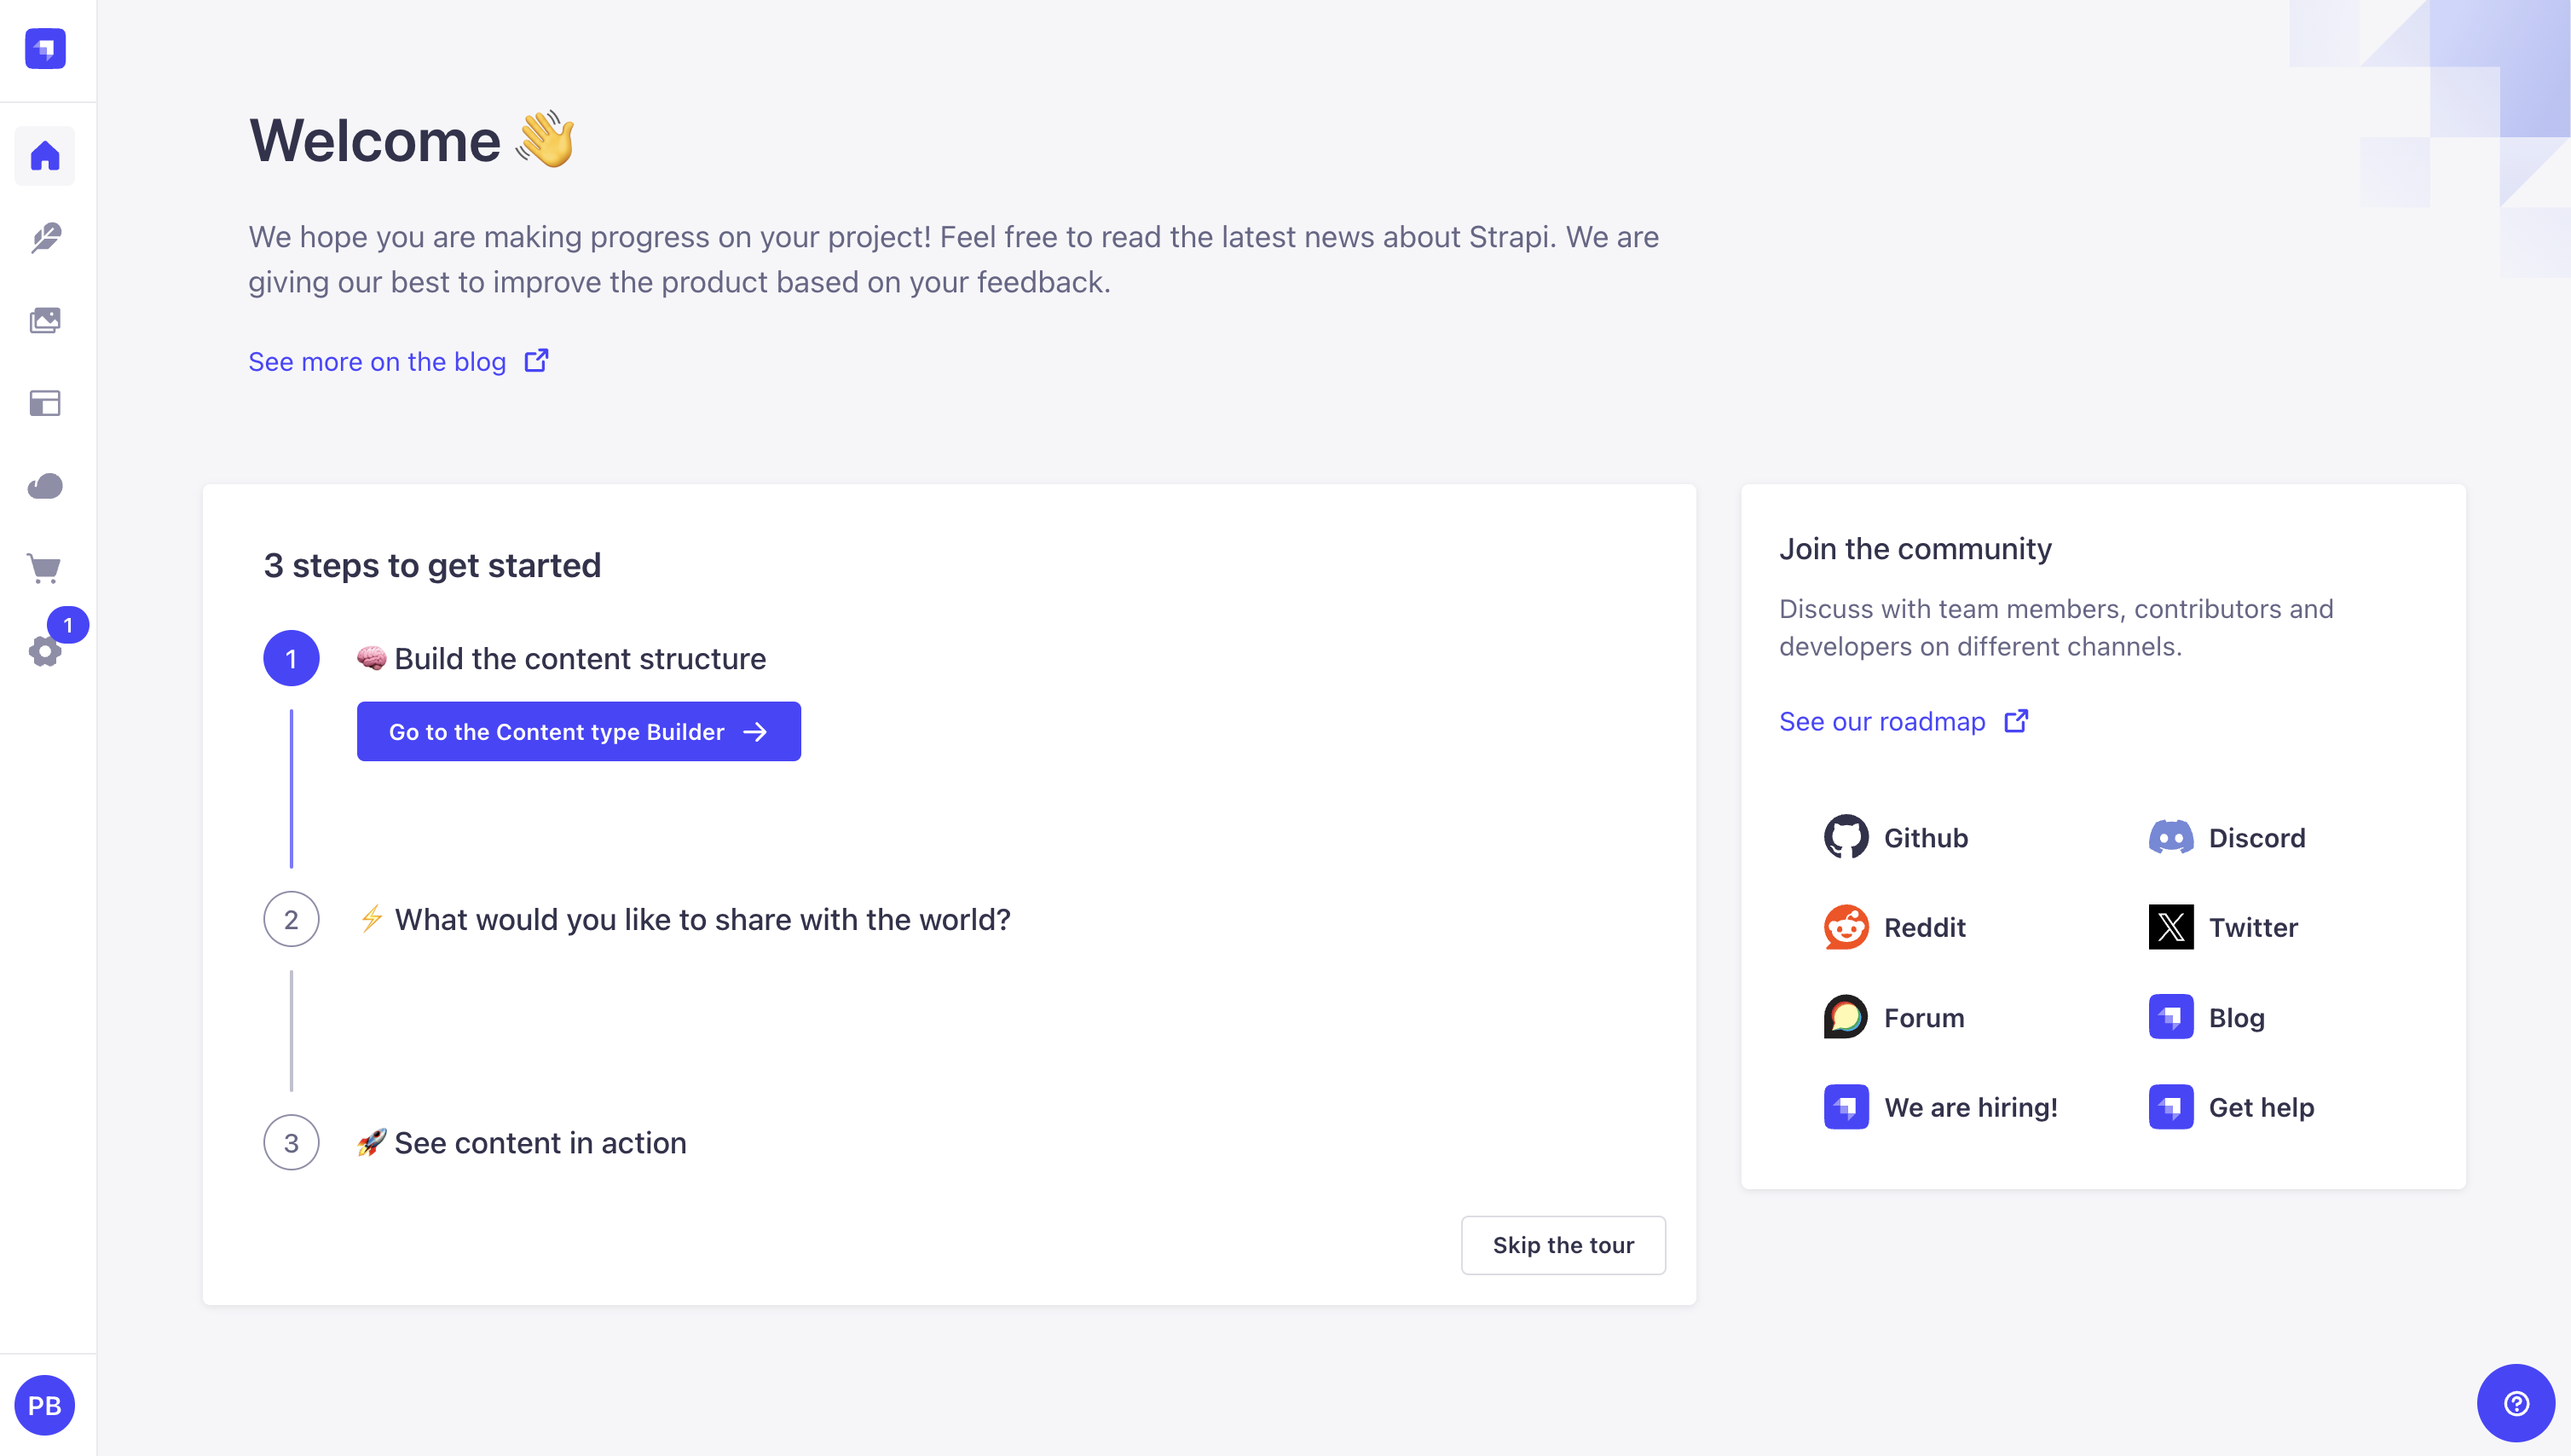 Welcome 👋
We hope you are making progress on your project! Feel free to read the latest news about Strapi. We are
giving our best to improve the product based on your feedback.
See more on the blog
3 steps to get started
1
🧠 Build the content structure
Go to the Content type Builder
2
⚡ What would you like to share with the world?
3
🚀 See content in action
Skip the tour
Join the community
Discuss with team members, contributors and
developers on different channels.
See our roadmap
Github
Discord
Reddit
Twitter
Forum
Blog
We are hiring!
Get help
1
PB